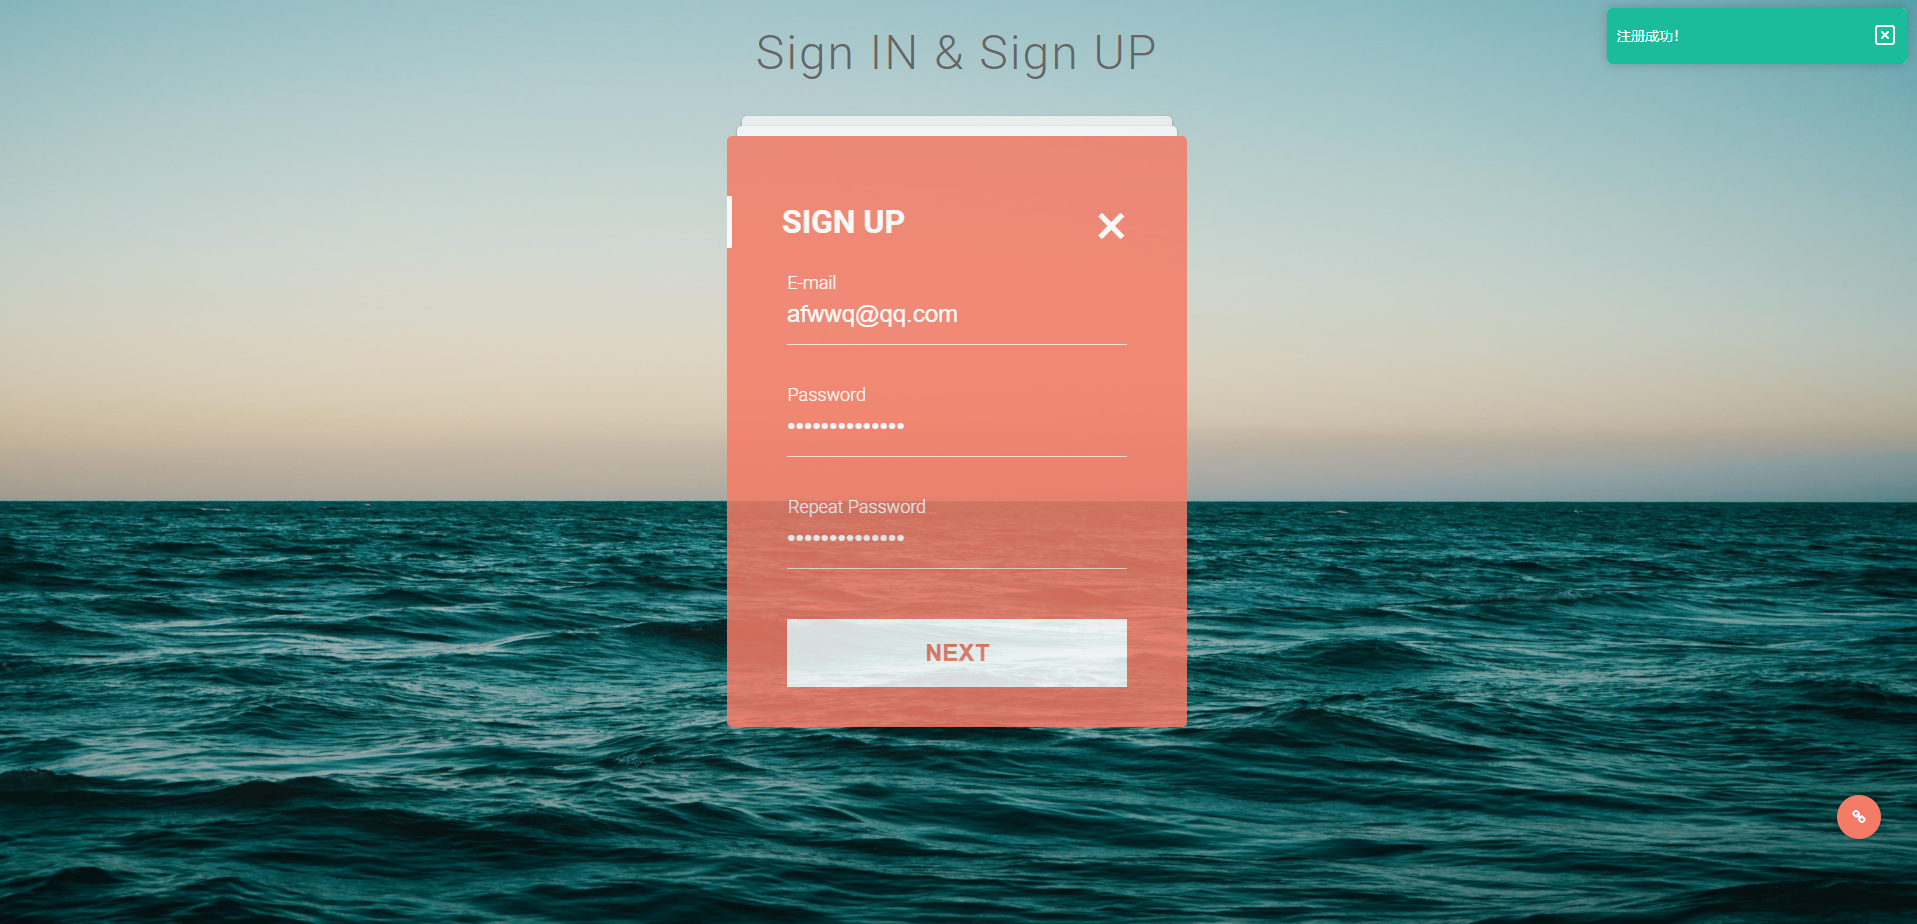 Sign IN & Sign UP
注册成功!
SIGN UP
E-mail
afwwq@qq.com
Password
••••••••••••••
Repeat Password
••••••••••••••
NEXT